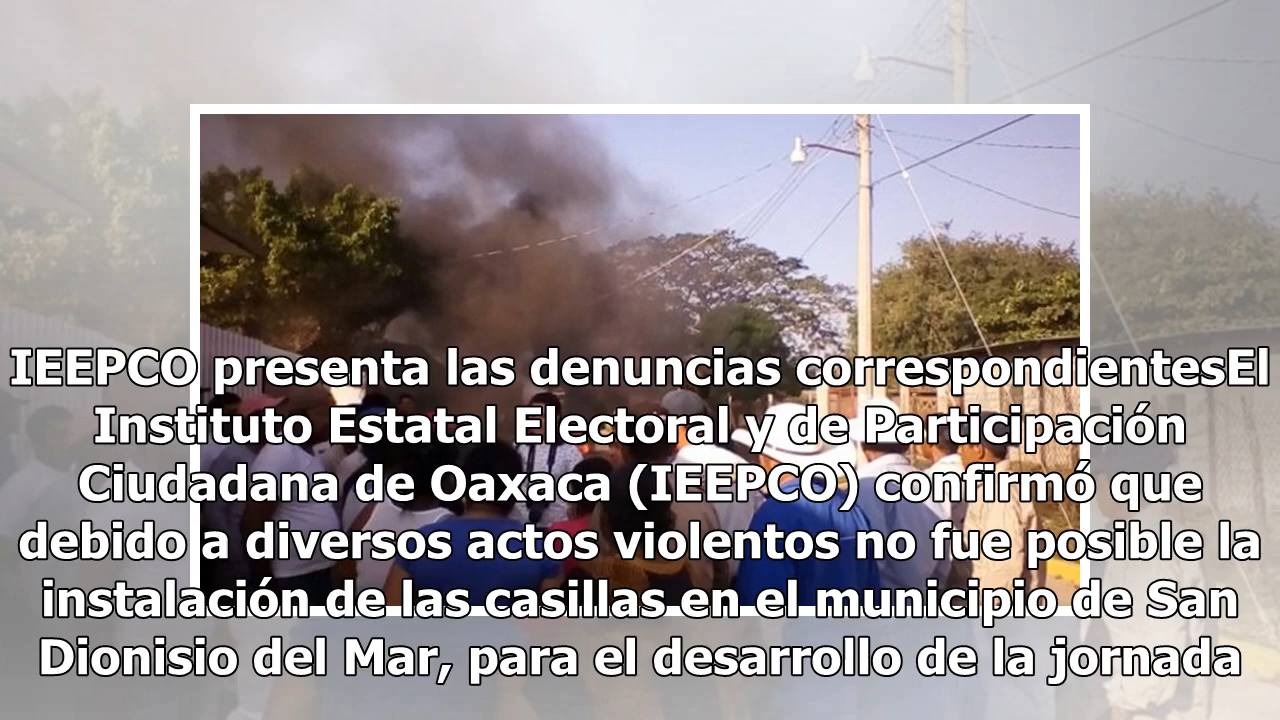 IEEPCO presenta las denuncias correspondientesEl
Instituto Estatal Electoral y de Participación
Ciudadana de Oaxaca (IEEPCO) confirmó que
debido a diversos actos violentos no fue posible la
instalación de las casillas en el municipio de San
Dionisio del Mar, para el desarrollo de la jornada